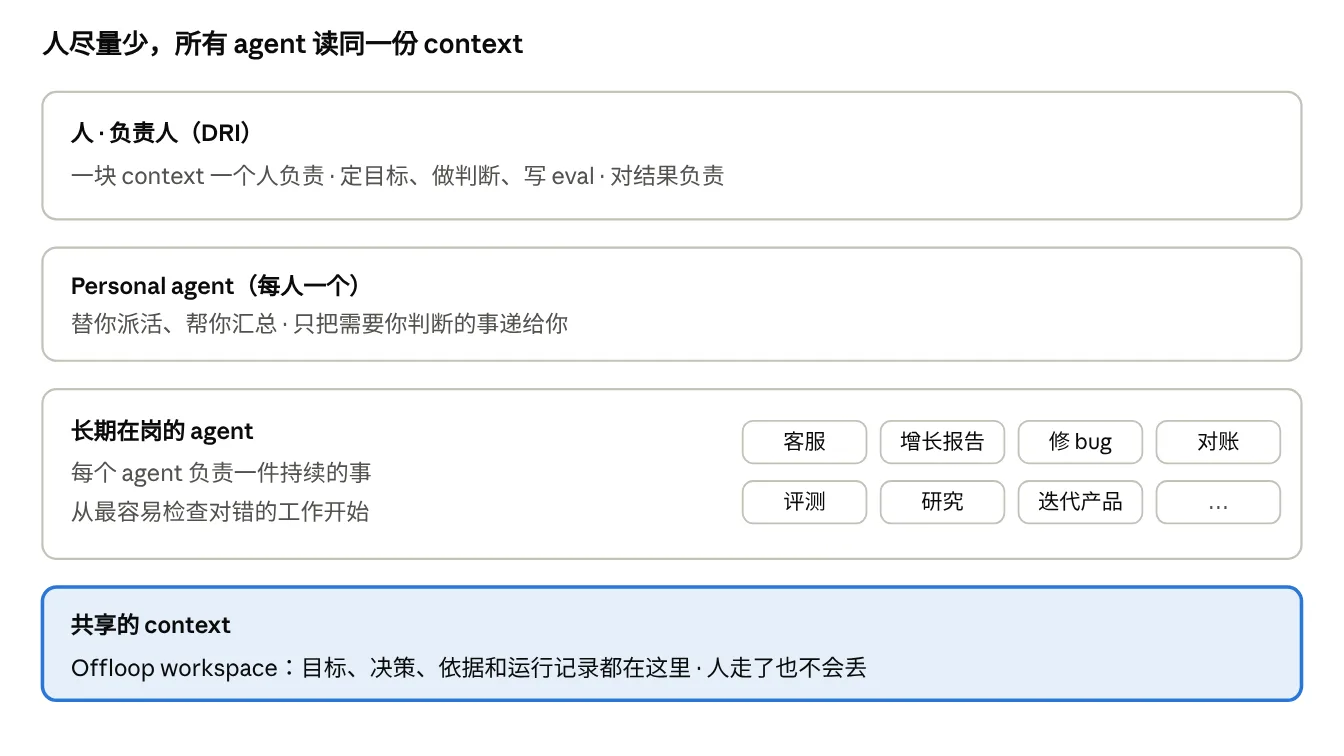 人尽量少，所有 agent 读同一份 context
人 · 负责人（DRI）
一块 context 一个人负责 · 定目标、做判断、写 eval · 对结果负责
Personal agent（每人一个）
替你派活、帮你汇总 · 只把需要你判断的事递给你
长期在岗的 agent
每个 agent 负责一件持续的事
从最容易检查对错的工作开始
客服
增长报告
修 bug
对账
评测
研究
迭代产品
…
共享的 context
Offloop workspace：目标、决策、依据和运行记录都在这里 · 人走了也不会丢